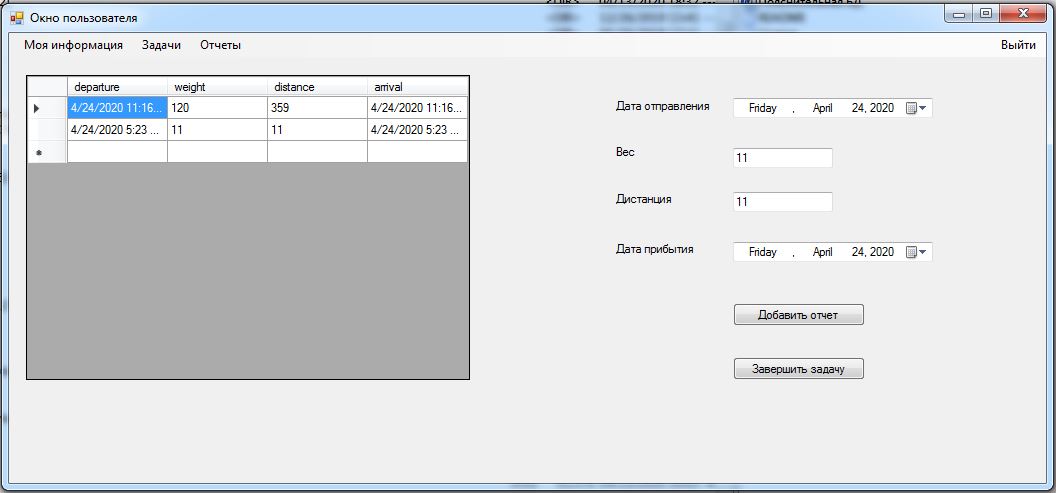 Окно пользователя
Моя информация Задачи Отчеты Выйти
departure weight distance arrival
4/24/2020 11:16... 120 359 4/24/2020 11:16...
4/24/2020 5:23 ... 11 11 4/24/2020 5:23 ...
Дата отправления Friday , April 24, 2020
Вес 11
Дистанция 11
Дата прибытия Friday , April 24, 2020
Добавить отчет
Завершить задачу